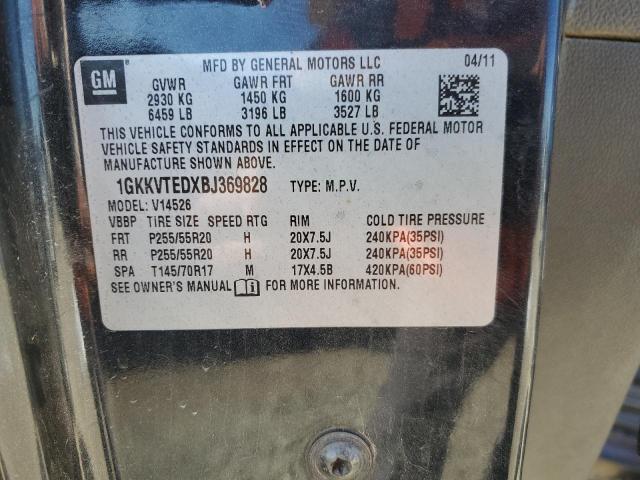 GM
MFD BY GENERAL MOTORS LLC 04/11
GVWR GAWR FRT GAWR RR
2930 KG 1450 KG 1600 KG
6459 LB 3196 LB 3527 LB
THIS VEHICLE CONFORMS TO ALL APPLICABLE U.S. FEDERAL MOTOR
VEHICLE SAFETY STANDARDS IN EFFECT ON THE DATE OF
MANUFACTURE SHOWN ABOVE.
1GKKVTEDXBJ369828 TYPE: M.P.V.
MODEL: V14526
VBBP TIRE SIZE SPEED RTG RIM COLD TIRE PRESSURE
FRT P255/55R20 H 20X7.5J 240KPA(35PSI)
RR P255/55R20 H 20X7.5J 240KPA(35PSI)
SPA T145/70R17 M 17X4.5B 420KPA(60PSI)
SEE OWNER'S MANUAL FOR MORE INFORMATION.